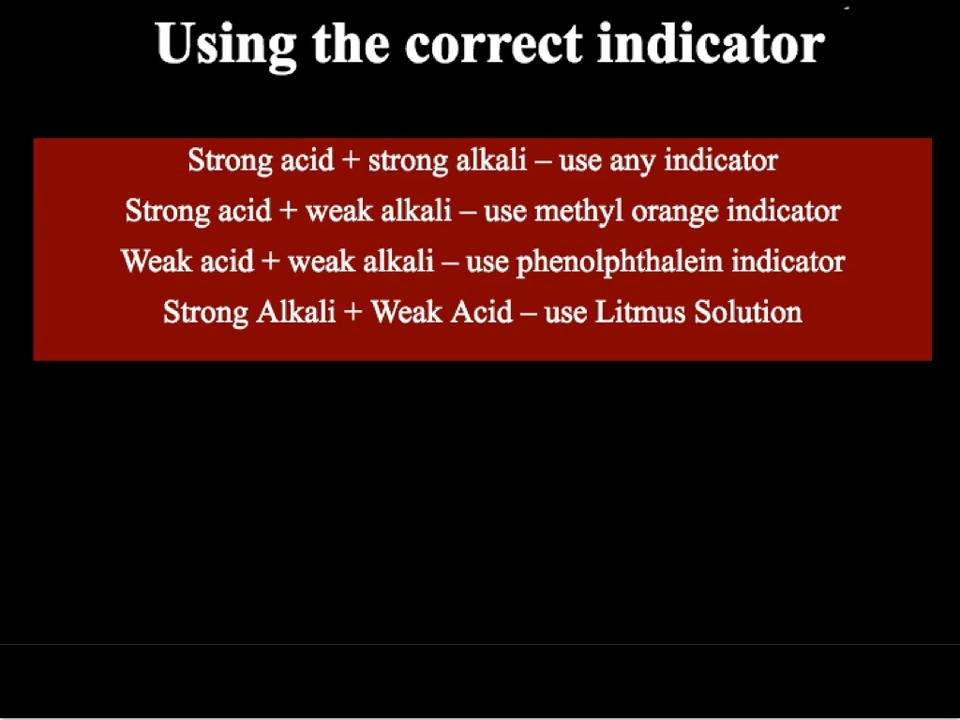 Using the correct indicator
Strong acid + strong alkali – use any indicator
Strong acid + weak alkali – use methyl orange indicator
Weak acid + weak alkali – use phenolphthalein indicator
Strong Alkali + Weak Acid – use Litmus Solution